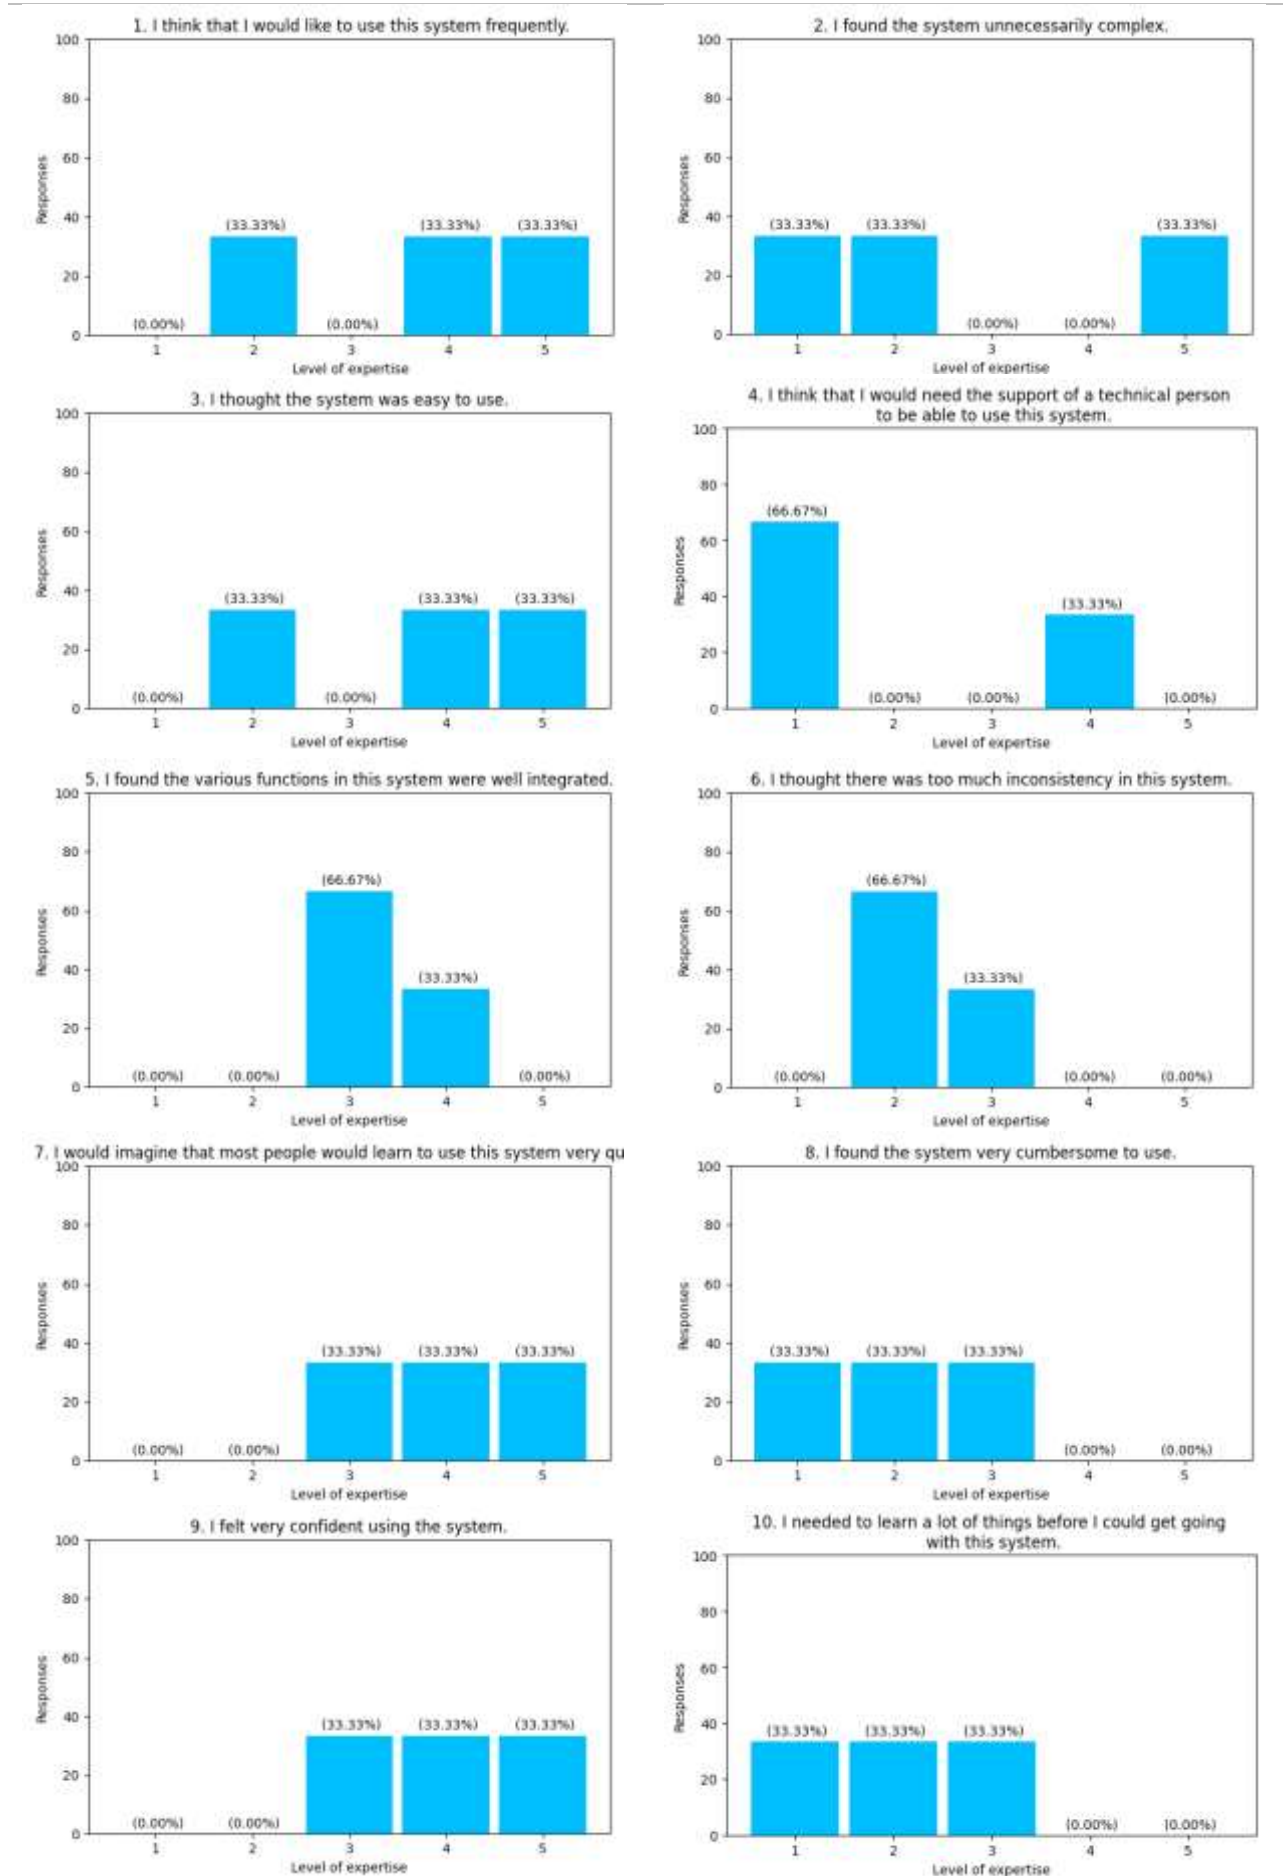 1. I think that I would like to use this system frequently.
100
80
60
40
20
0
Responses
(0.00%) (33.33%) (0.00%) (33.33%) (33.33%)
1 2 3 4 5
Level of expertise
2. I found the system unnecessarily complex.
100
80
60
40
20
0
Responses
(33.33%) (33.33%) (0.00%) (0.00%) (33.33%)
1 2 3 4 5
Level of expertise
3. I thought the system was easy to use.
100
80
60
40
20
0
Responses
(0.00%) (33.33%) (0.00%) (33.33%) (33.33%)
1 2 3 4 5
Level of expertise
4. I think that I would need the support of a technical person
to be able to use this system.
100
80
60
40
20
0
Responses
(66.67%) (0.00%) (0.00%) (33.33%) (0.00%)
1 2 3 4 5
Level of expertise
5. I found the various functions in this system were well integrated.
100
80
60
40
20
0
Responses
(0.00%) (0.00%) (66.67%) (33.33%) (0.00%)
1 2 3 4 5
Level of expertise
6. I thought there was too much inconsistency in this system.
100
80
60
40
20
0
Responses
(0.00%) (66.67%) (33.33%) (0.00%) (0.00%)
1 2 3 4 5
Level of expertise
7. I would imagine that most people would learn to use this system very qu
100
80
60
40
20
0
Responses
(0.00%) (0.00%) (33.33%) (33.33%) (33.33%)
1 2 3 4 5
Level of expertise
8. I found the system very cumbersome to use.
100
80
60
40
20
0
Responses
(33.33%) (33.33%) (33.33%) (0.00%) (0.00%)
1 2 3 4 5
Level of expertise
9. I felt very confident using the system.
100
80
60
40
20
0
Responses
(0.00%) (0.00%) (33.33%) (33.33%) (33.33%)
1 2 3 4 5
Level of expertise
10. I needed to learn a lot of things before I could get going
with this system.
100
80
60
40
20
0
Responses
(33.33%) (33.33%) (33.33%) (0.00%) (0.00%)
1 2 3 4 5
Level of expertise